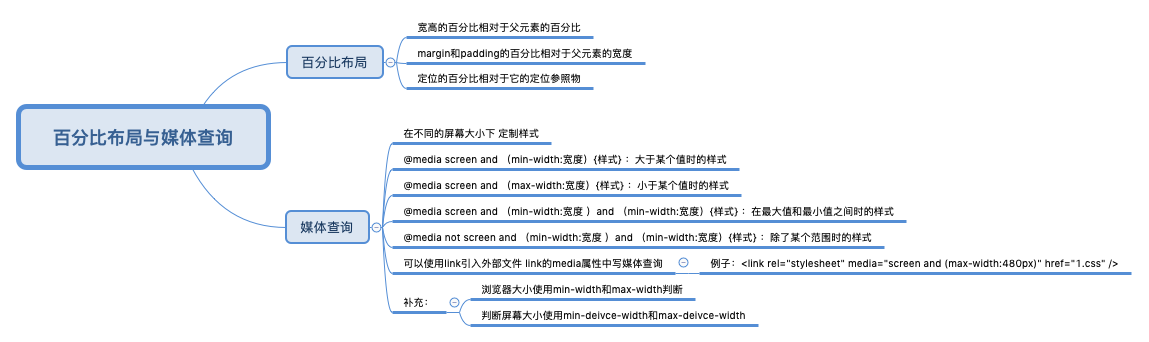 百分比布局与媒体查询
百分比布局
宽高的百分比相对于父元素的百分比
margin和padding的百分比相对于父元素的宽度
定位的百分比相对于它的定位参照物
媒体查询
在不同的屏幕大小下 定制样式
@media screen and （min-width:宽度）{样式}： 大于某个值时的样式
@media screen and （max-width:宽度）{样式}： 小于某个值时的样式
@media screen and （min-width:宽度 ）and （min-width:宽度）{样式}： 在最大值和最小值之间时的样式
@media not screen and （min-width:宽度 ）and （min-width:宽度）{样式}： 除了某个范围时的样式
可以使用link引入外部文件 link的media属性中写媒体查询
例子：<link rel="stylesheet" media="screen and (max-width:480px)" href="1.css" />
补充：
浏览器大小使用min-width和max-width判断
判断屏幕大小使用min-deivce-width和max-deivce-width